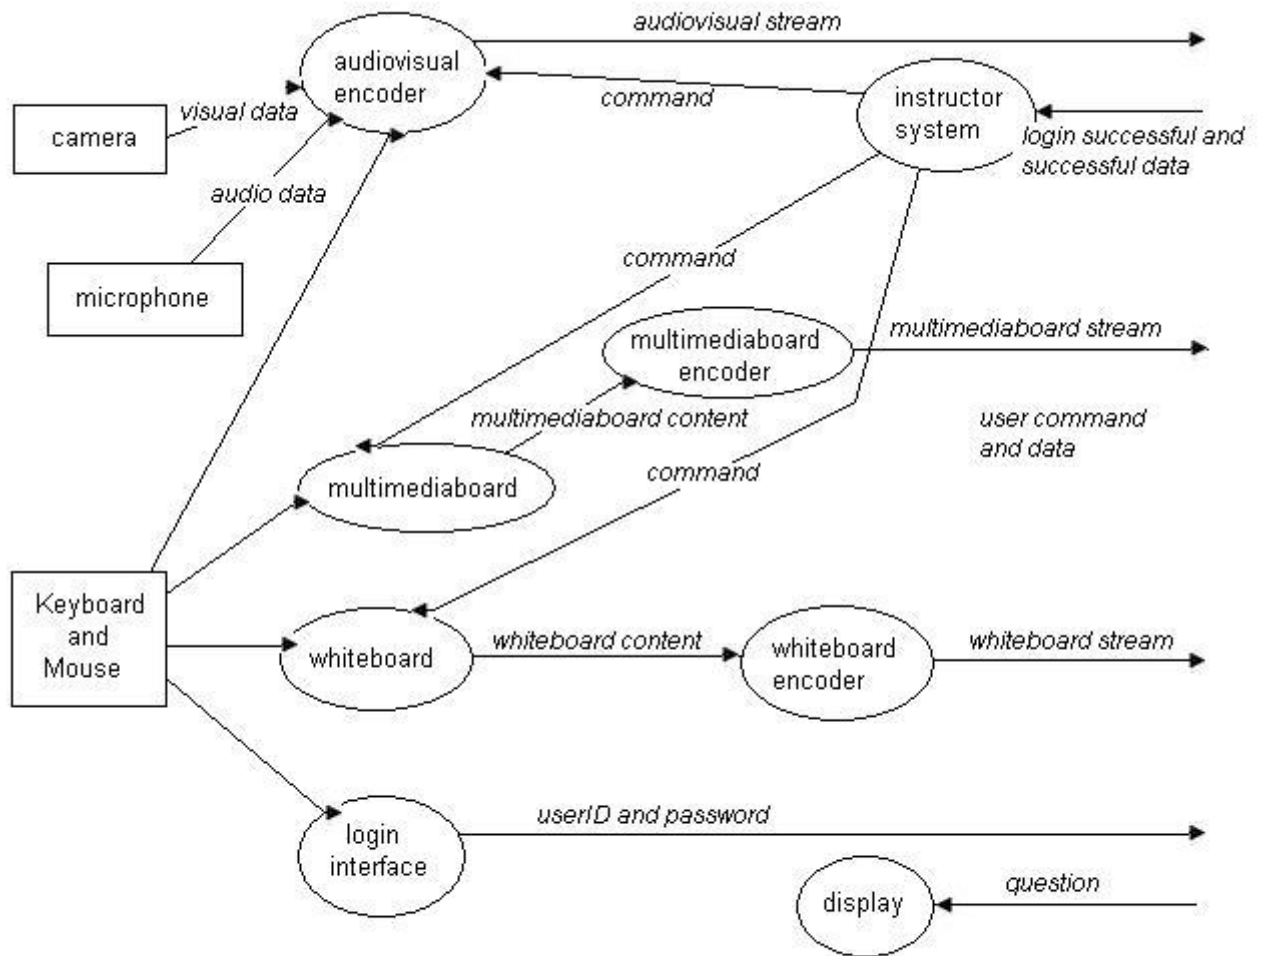 audiovisual stream
audiovisual
encoder
command
instructor
system
visual data
camera
login successful and
successful data
audio data
command
microphone
multimediaboard stream
multimediaboard
encoder
multimediaboard content
user command
and data
command
multimediaboard
Keyboard
and
Mouse
whiteboard content
whiteboard stream
whiteboard
whiteboard
encoder
userID and password
login
interface
question
display